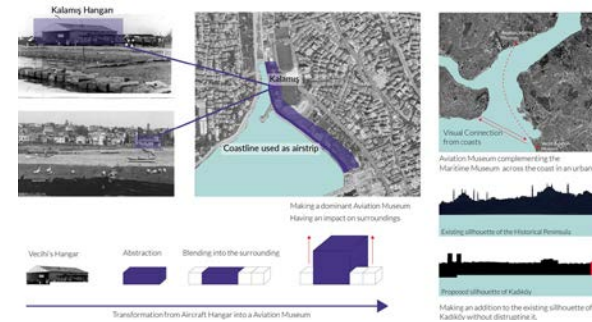 Kalamış Hangarı
Kalamış
Coastline used as airstrip
Visual Connection
from coasts
Aviation Museum complementing the
Maritime Museum across the coast in an urban
Making a dominant Aviation Museum
Having an impact on surroundings
Existing sillhouette of the Historical Peninsula
Vecihi's Hangar
Abstraction
Blending into the surrounding
Proposed sillhouette of Kadıköy
Transformation from Aircraft Hangar into a Aviation Museum
Making an addition to the existing sillhouette of
Kadıköy without distrupting it.